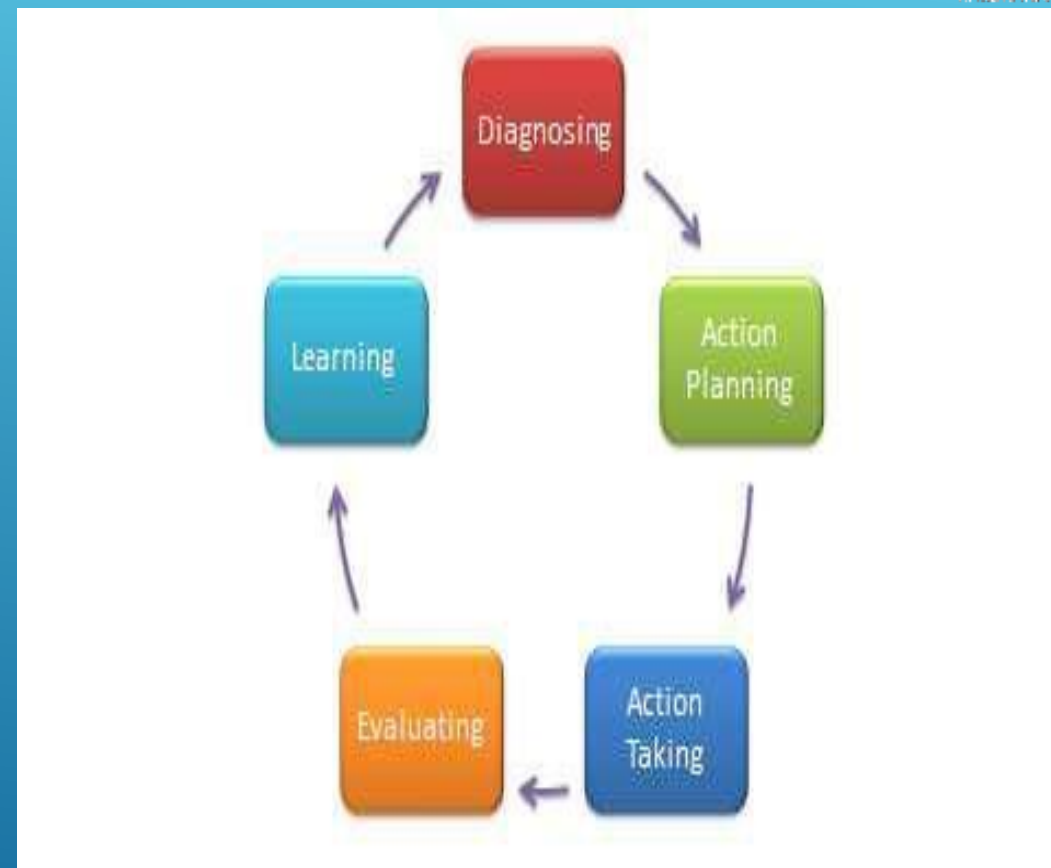 Diagnosing
Action
Planning
Action
Taking
Evaluating
Learning